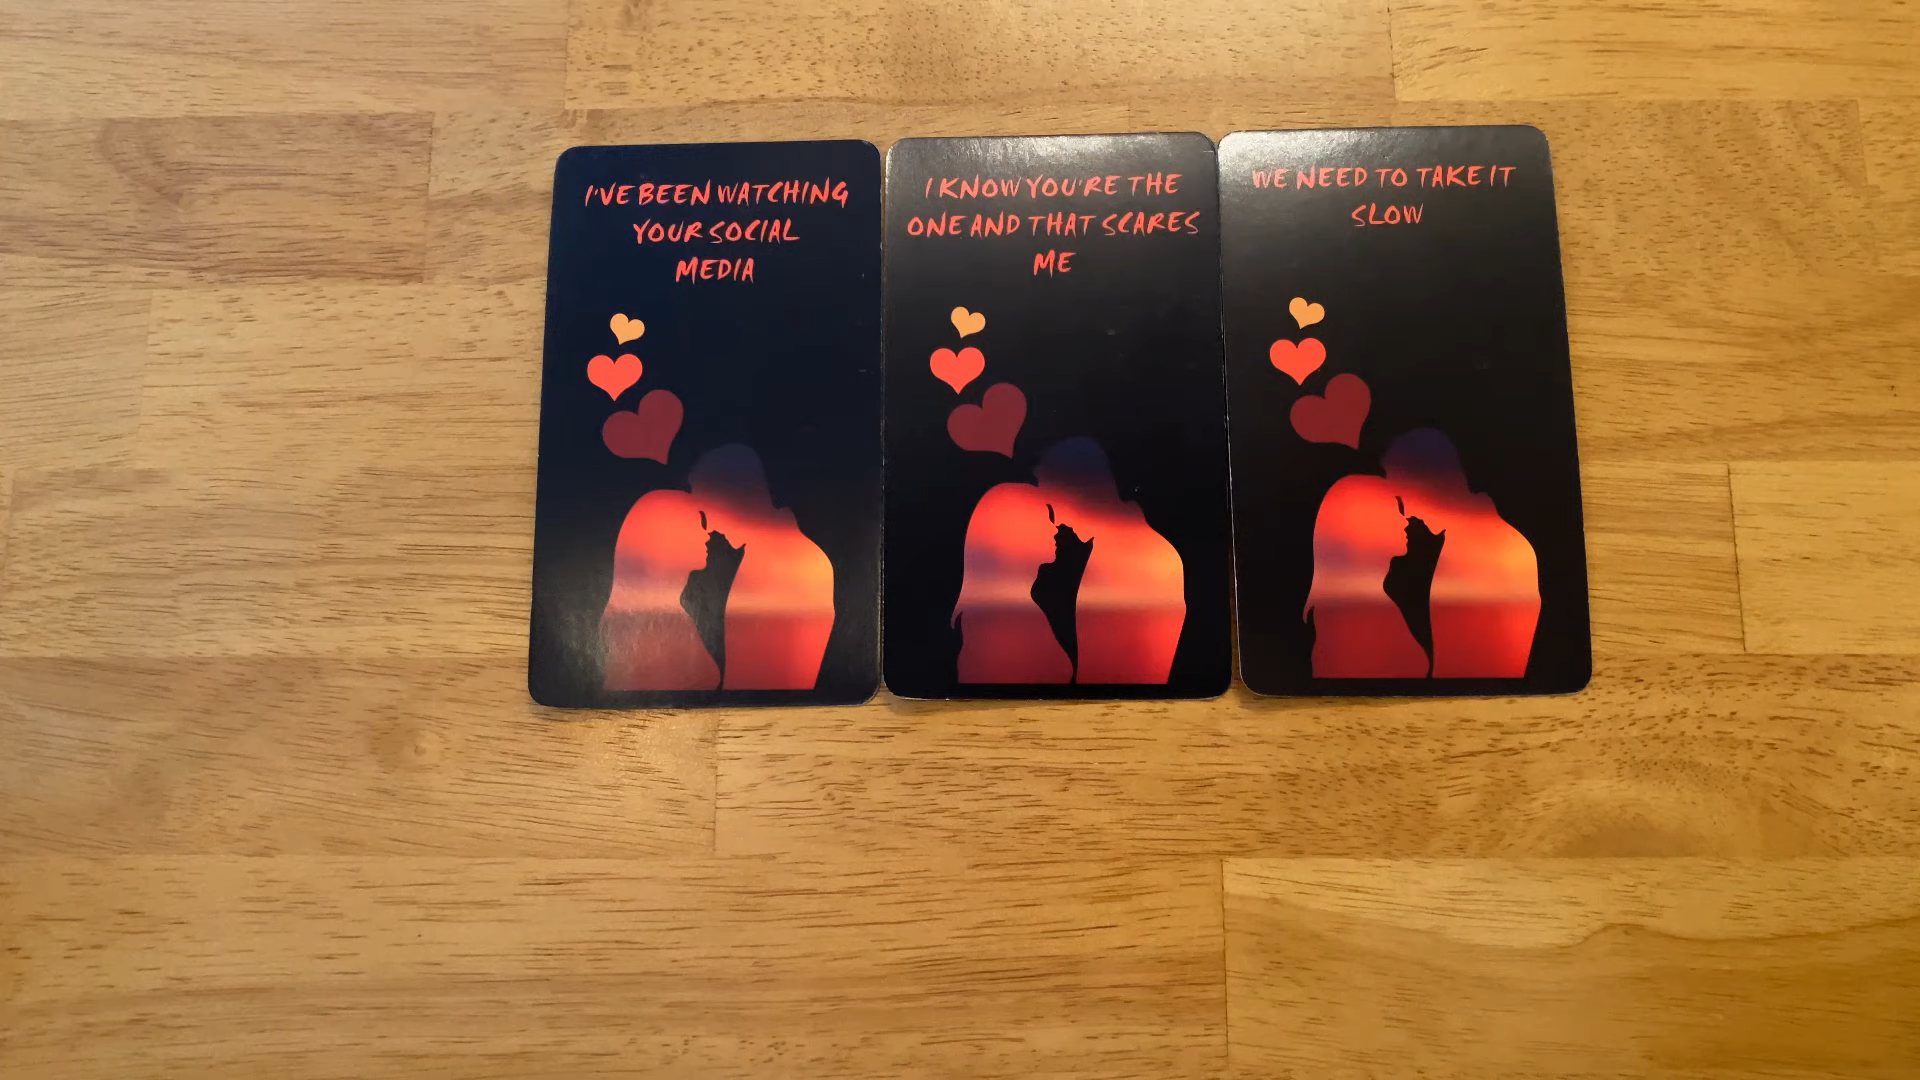 I'VE BEEN WATCHING
YOUR SOCIAL
MEDIA
I KNOW YOU'RE THE
ONE AND THAT SCARES
ME
WE NEED TO TAKE IT
SLOW